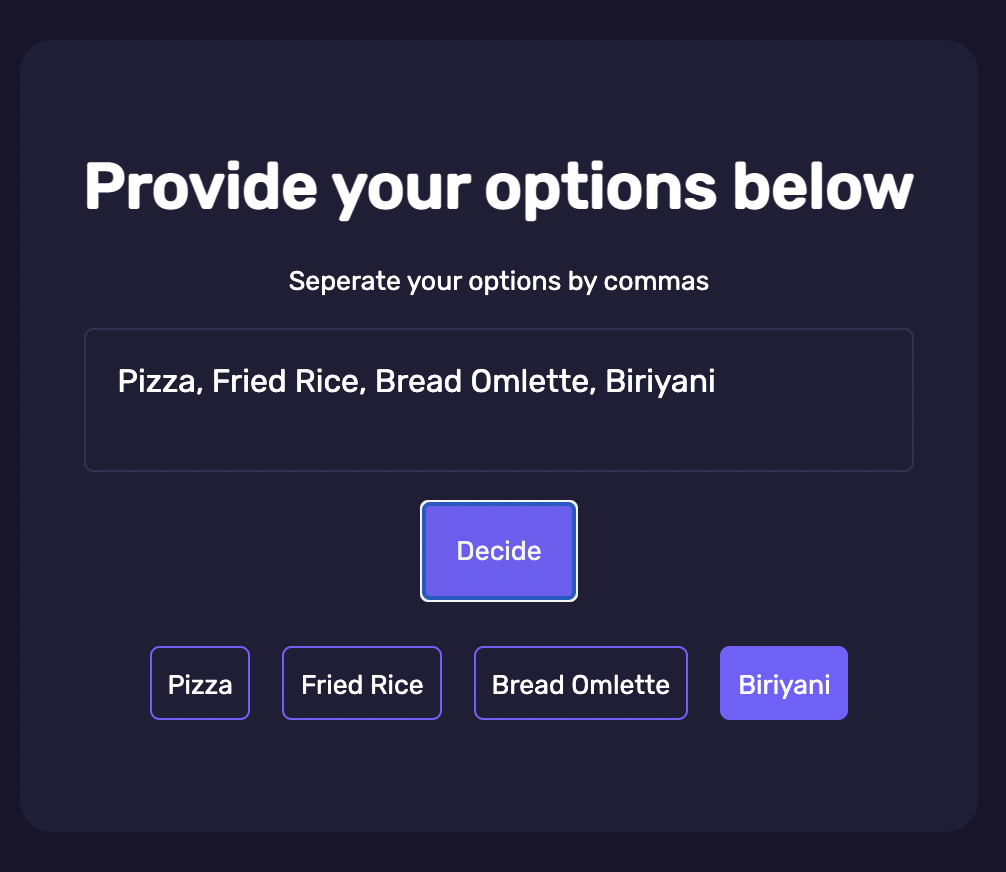 Provide your options below
Seperate your options by commas
Pizza, Fried Rice, Bread Omlette, Biriyani
Decide
Pizza Fried Rice Bread Omlette Biriyani